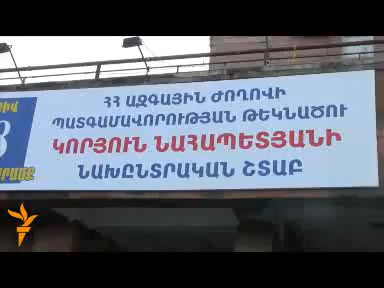 ՀՀ ԱԶԳԱՅԻՆ ԺՈՂՈՎԻ
ՊԱՏԳԱՄԱՎՈՐՈՒԹՅԱՆ ԹԵԿՆԱԾՈՒ
ԿՈՐՅՈՒՆ ՆԱՀԱՊԵՏՅԱՆԻ
ՆԱԽԸՆՏՐԱԿԱՆ ՇՏԱԲ